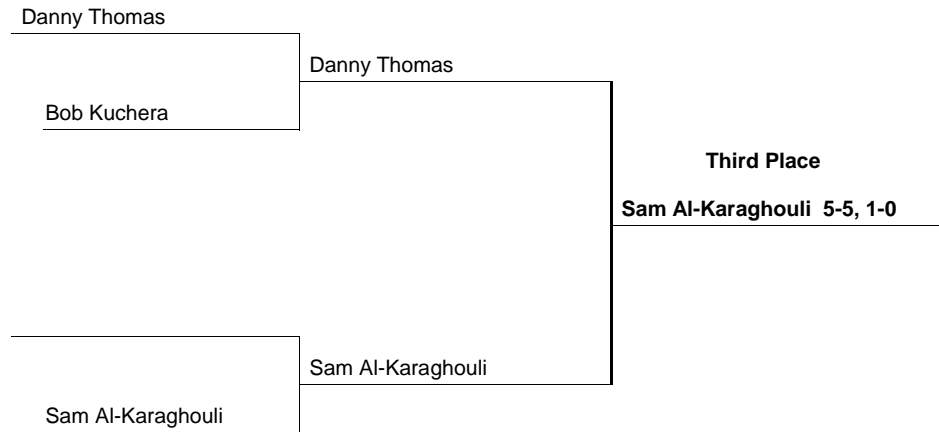 Danny Thomas
Danny Thomas
Bob Kuchera
Third Place
Sam Al-Karaghouli 5-5, 1-0
Sam Al-Karaghouli
Sam Al-Karaghouli